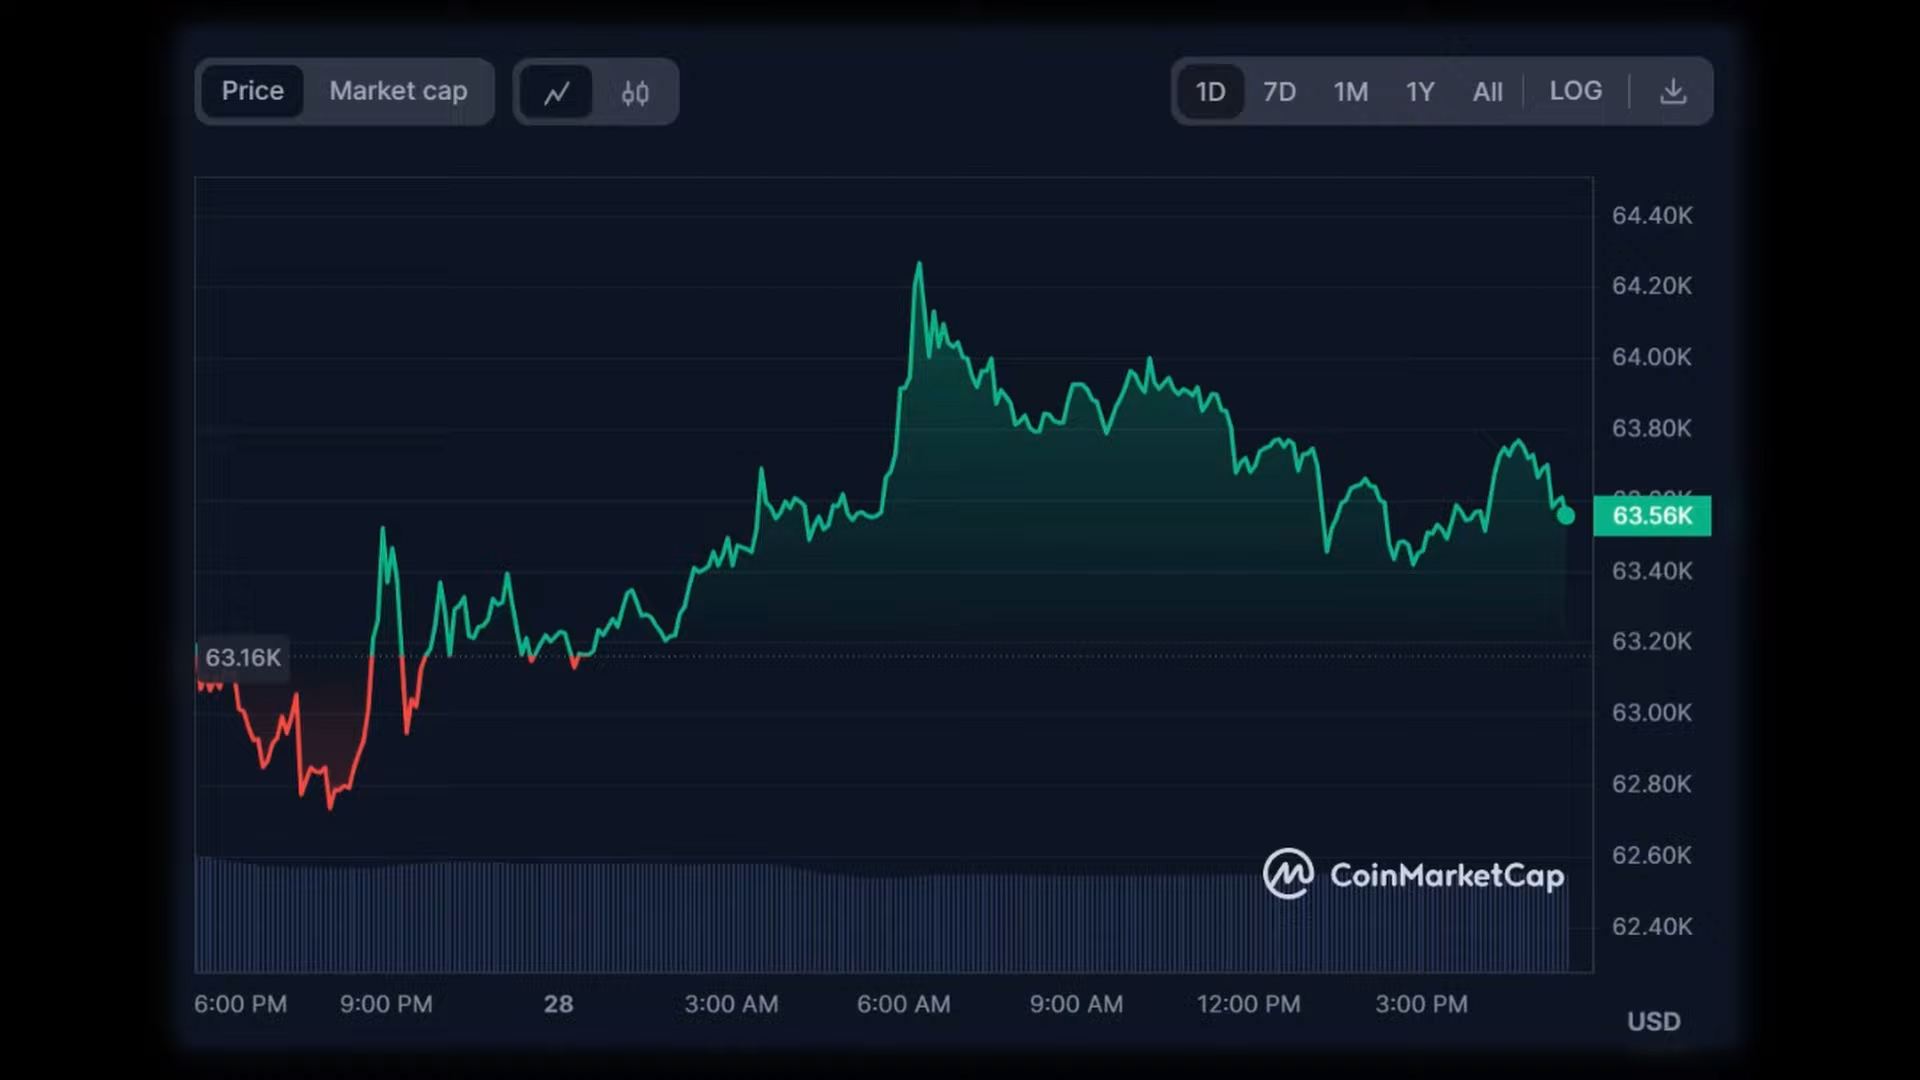 Price Market cap 1D 7D 1M 1Y All LOG
64.40K
64.20K
64.00K
63.80K
63.56K
63.40K
63.16K
63.20K
63.00K
62.80K
62.60K
CoinMarketCap
62.40K
6:00 PM 9:00 PM 28 3:00 AM 6:00 AM 9:00 AM 12:00 PM 3:00 PM
USD